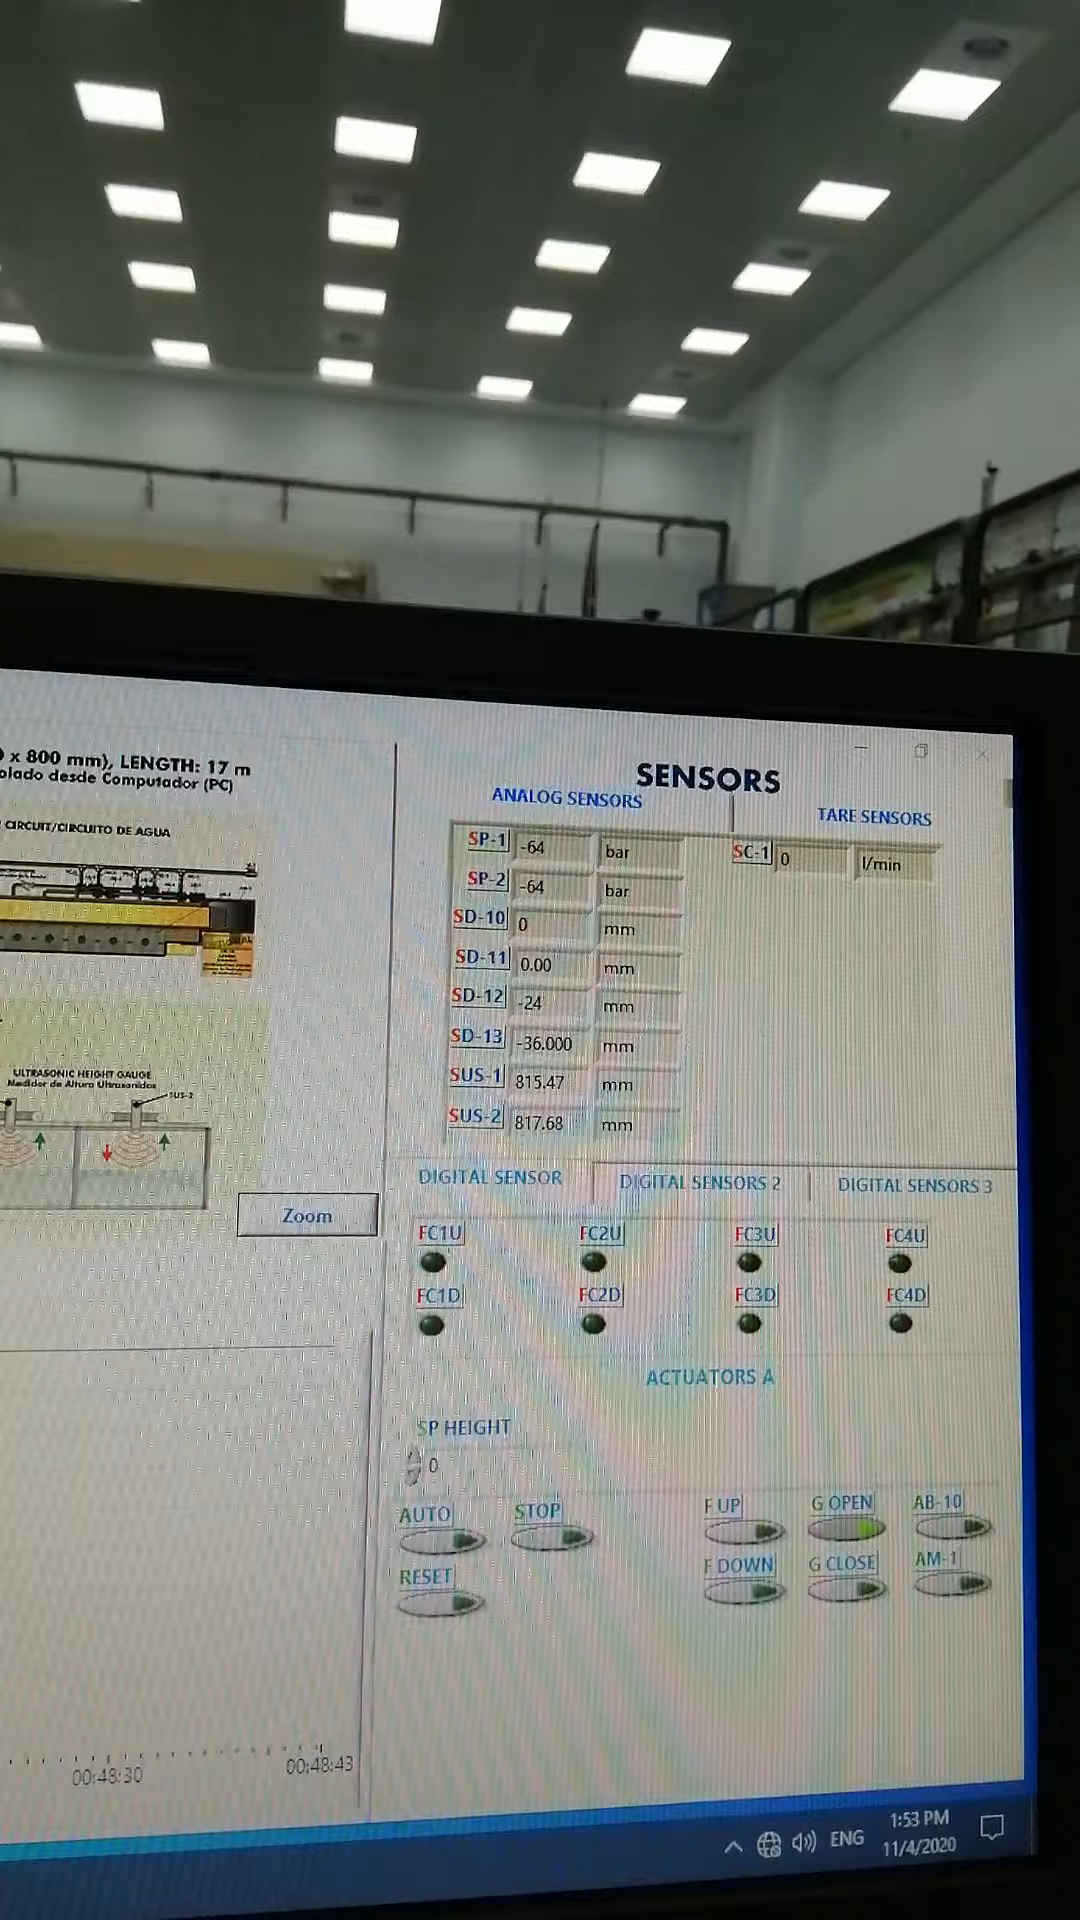 x 800 mm), LENGTH: 17 m
olado desde Computador (PC)
CIRCUIT/CIRCUITO DE AGUA
ULTRASONIC HEIGHT GAUGE
Medidor de Altura Ultrasonidos
SUS-2
Zoom
00:48:30
00:48:43
SENSORS
ANALOG SENSORS
TARE SENSORS
SP-1 -64 bar
SC-1 0 l/min
SP-2 -64 bar
SD-10 0 mm
SD-11 0.00 mm
SD-12 -24 mm
SD-13 -36.000 mm
SUS-1 815.47 mm
SUS-2 817.68 mm
DIGITAL SENSOR
DIGITAL SENSORS 2
DIGITAL SENSORS 3
FC1U FC2U FC3U FC4U
FC1D FC2D FC3D FC4D
ACTUATORS A
SP HEIGHT
0
AUTO STOP F UP G OPEN AB-10
RESET F DOWN G CLOSE AM-1
ENG
1:53 PM
11/4/2020